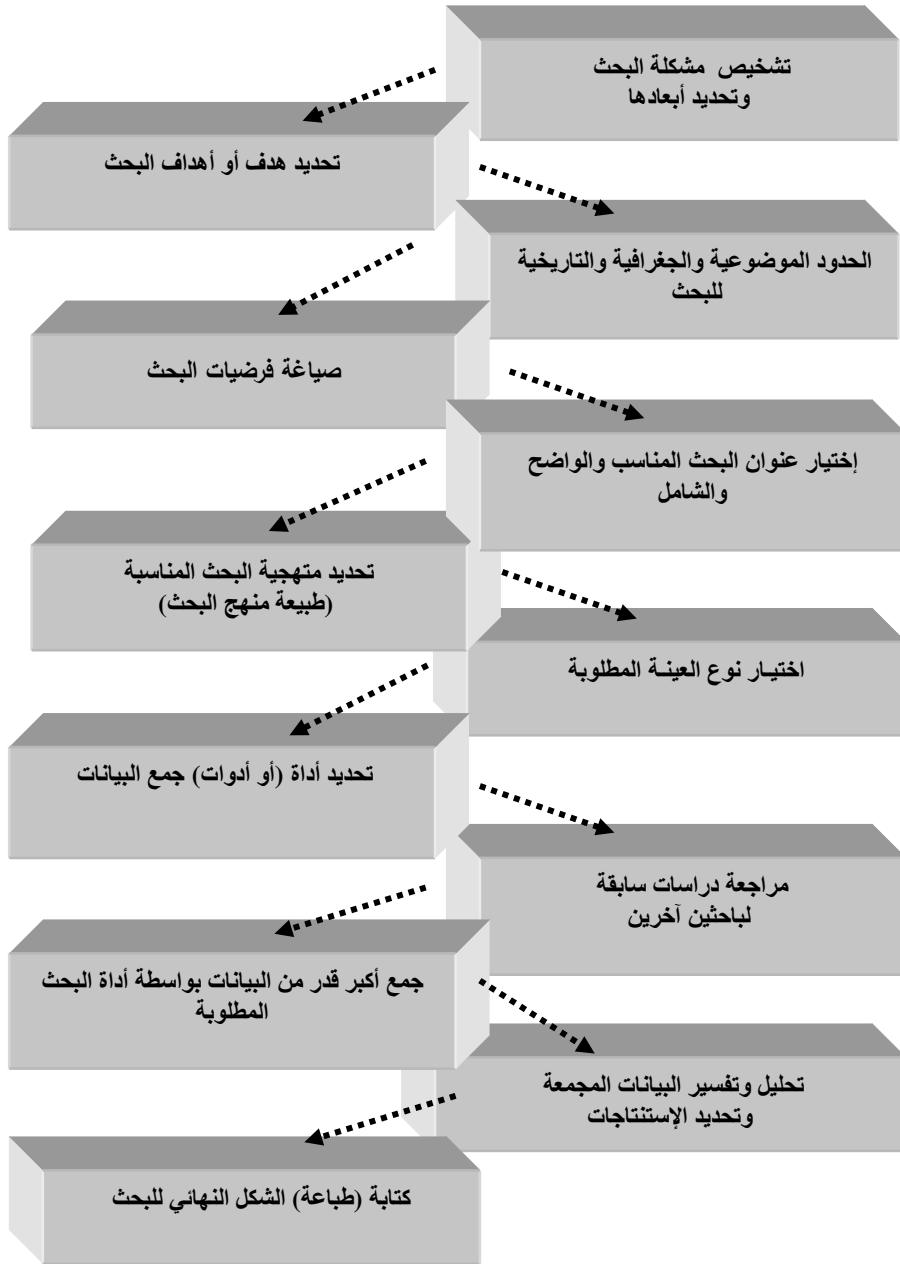 تشخيص مشكلة البحث
وتحديد أبعادها
تحديد هدف أو أهداف البحث
الحدود الموضوعية والجغرافية والتاريخية
للبحث
صياغة فرضيات البحث
إختيار عنوان البحث المناسب والواضح
والشامل
تحديد متهجية البحث المناسبة
(طبيعة منهج البحث)
اختيـار نوع العينـة المطلوبة
تحديد أداة (أو أدوات) جمع البيانات
مراجعة دراسات سابقة
لباحثين آخرين
جمع أكبر قدر من البيانات بواسطة أداة البحث
المطلوبة
تحليل وتفسير البيانات المجمعة
وتحديد الإستنتاجات
كتابة (طباعة) الشكل النهائي للبحث